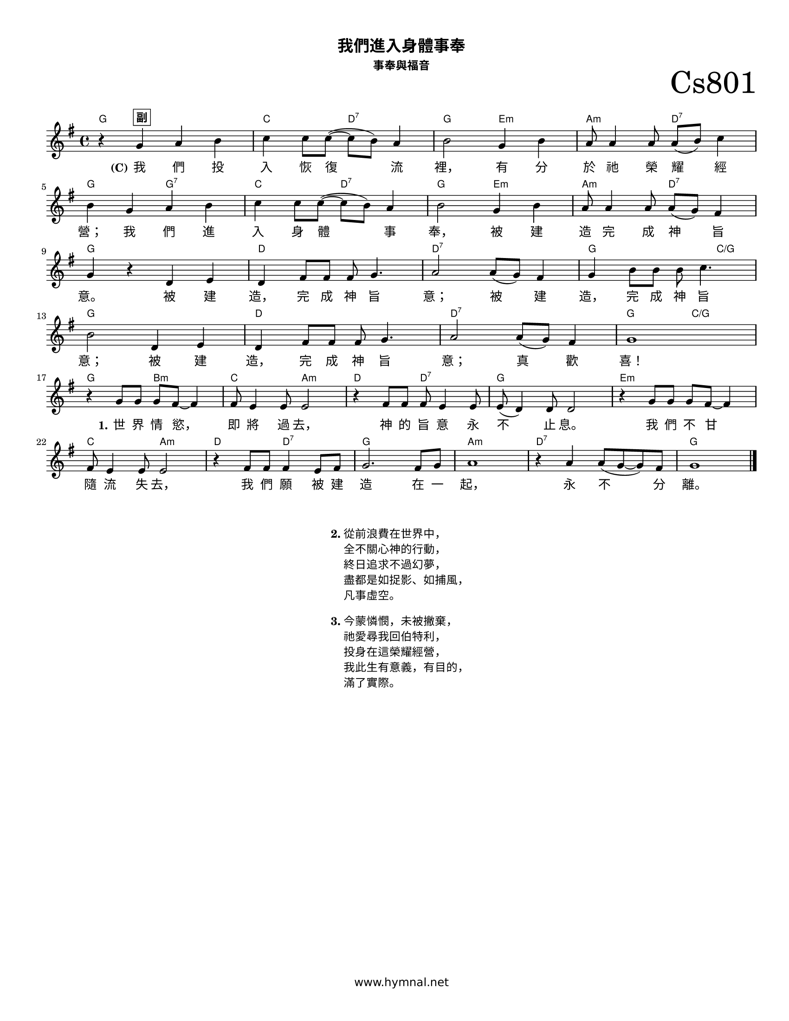 我們進入身體事奉
事奉與福音
Cs801
G 副 C D7 G Em Am D7
(C) 我 們 投 入 恢 復 流 裡， 有 分 於 祂 榮 耀 經
5 G G7 C D7 G Em Am D7
營； 我 們 進 入 身 體 事 奉， 被 建 造 完 成 神 旨
9 G D D7 G C/G
意。 被 建 造， 完 成 神 旨 意； 被 建 造， 完 成 神 旨
13 G D D7 G C/G
意； 被 建 造， 完 成 神 旨 意； 真 歡 喜！
17 G Bm C Am D D7 G Em
1. 世 界 情 慾， 即 將 過 去， 神 的 旨 意 永 不 止 息。 我 們 不 甘
22 C Am D D7 G Am D7 G
隨 流 失 去， 我 們 願 被 建 造 在 一 起， 永 不 分 離。
2. 從前浪費在世界中，
全不關心神的行動，
終日追求不過幻夢，
盡都是如捉影、如捕風，
凡事虛空。
3. 今蒙憐憫，未被撇棄，
祂愛尋我回伯特利，
投身在這榮耀經營，
我此生有意義，有目的，
滿了實際。
www.hymnal.net